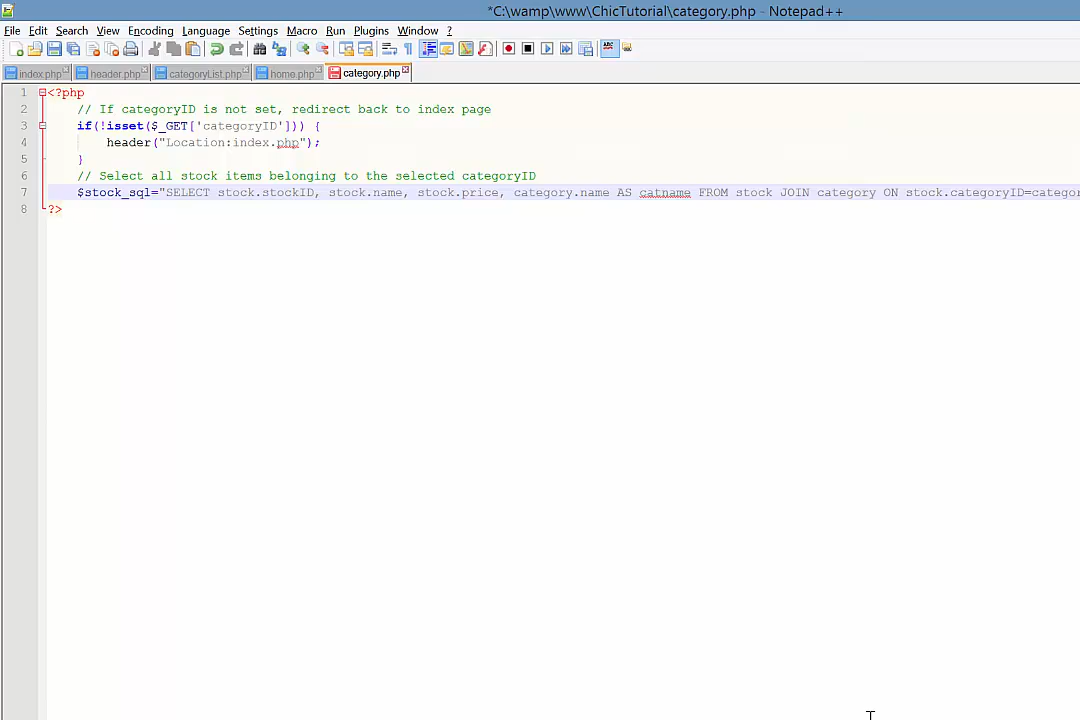 *C:\wamp\www\ChicTutorial\category.php - Notepad++
File Edit Search View Encoding Language Settings Macro Run Plugins Window ?
index.php header.php categoryList.php home.php category.php
1 <?php
2 // If categoryID is not set, redirect back to index page
3 if(!isset($_GET['categoryID'])) {
4 header("Location:index.php");
5 }
6 // Select all stock items belonging to the selected categoryID
7 $stock_sql="SELECT stock.stockID, stock.name, stock.price, category.name AS catname FROM stock JOIN category ON stock.categoryID=categor
8 ?>